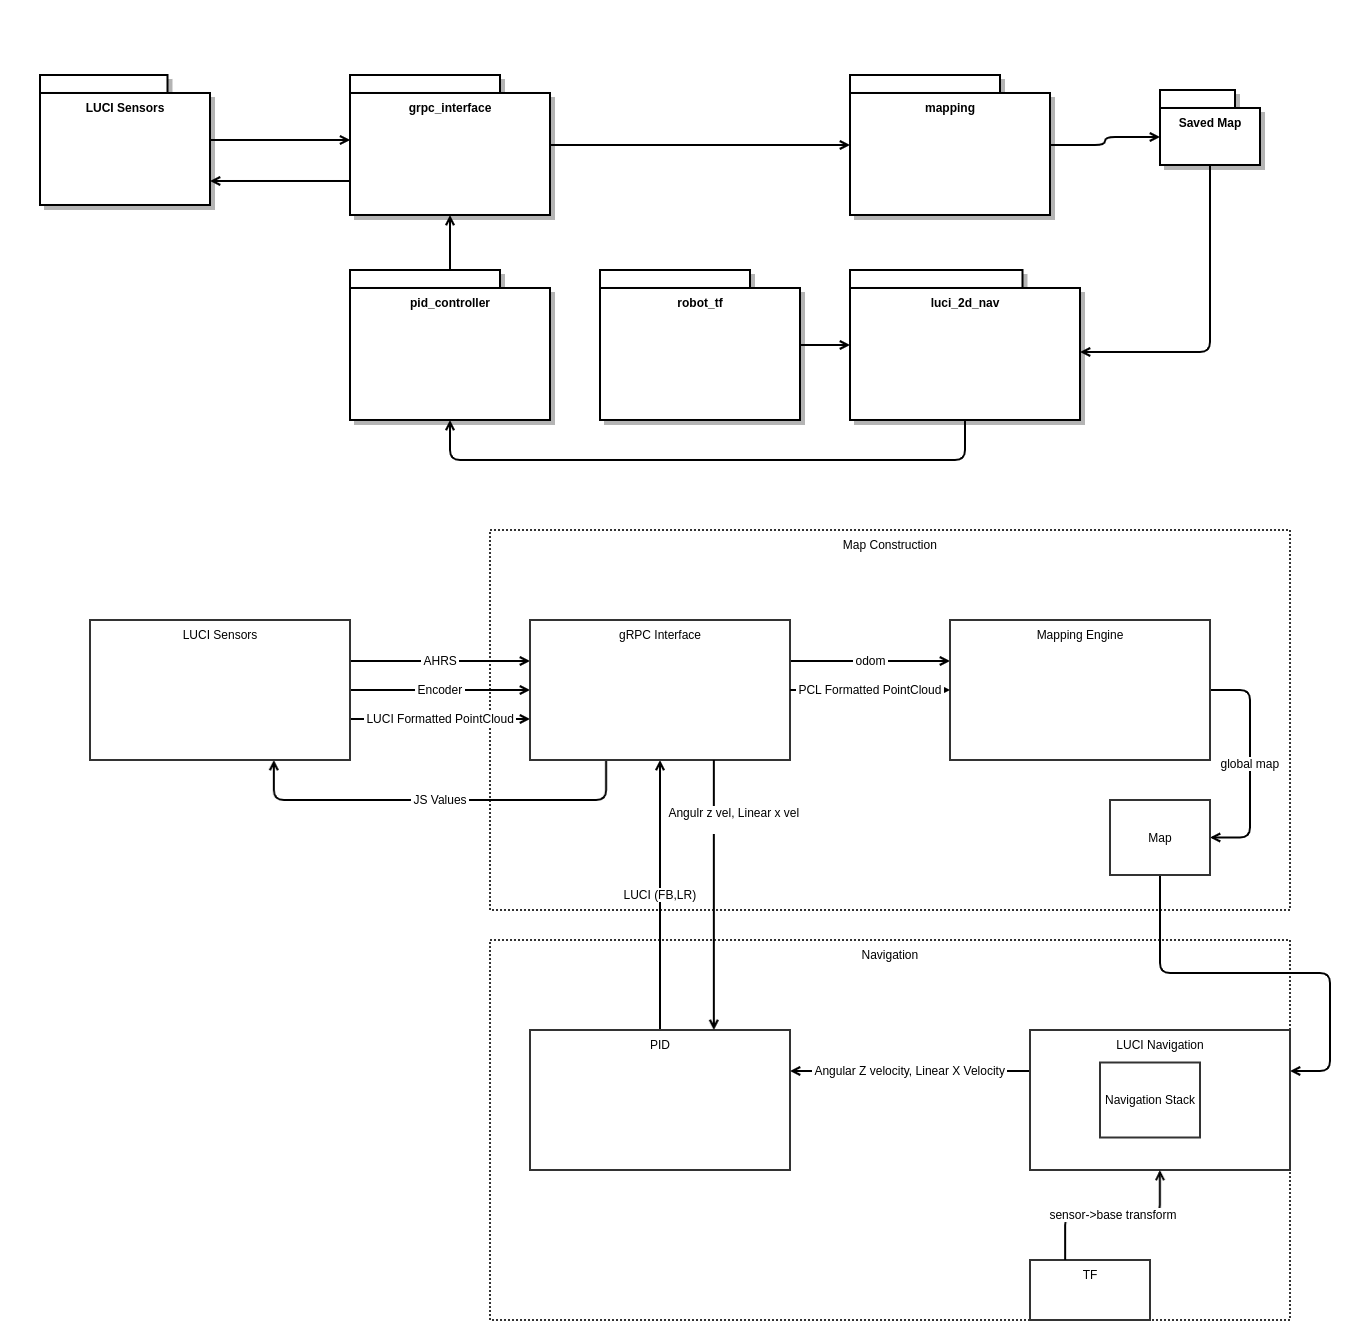 LUCI Sensors
grpc_interface
mapping
Saved Map
pid_controller
robot_tf
luci_2d_nav
Map Construction
LUCI Sensors
gRPC Interface
Mapping Engine
AHRS
odom
Encoder
PCL Formatted PointCloud
LUCI Formatted PointCloud
global map
JS Values
Angulr z vel, Linear x vel
Map
LUCI (FB,LR)
Navigation
PID
LUCI Navigation
Angular Z velocity, Linear X Velocity
Navigation Stack
sensor->base transform
TF